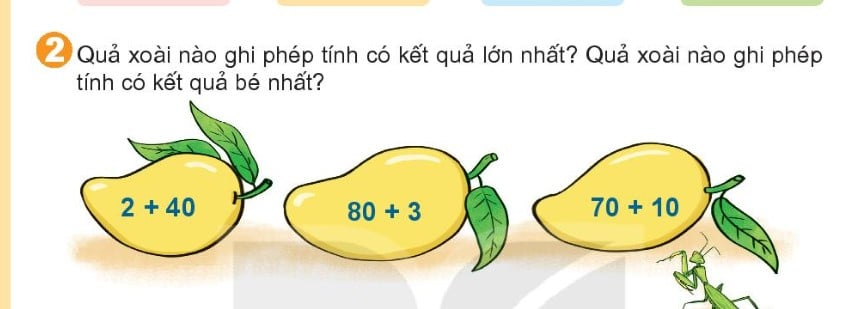 2 Quả xoài nào ghi phép tính có kết quả lớn nhất? Quả xoài nào ghi phép
tính có kết quả bé nhất?
2 + 40 80 + 3 70 + 10